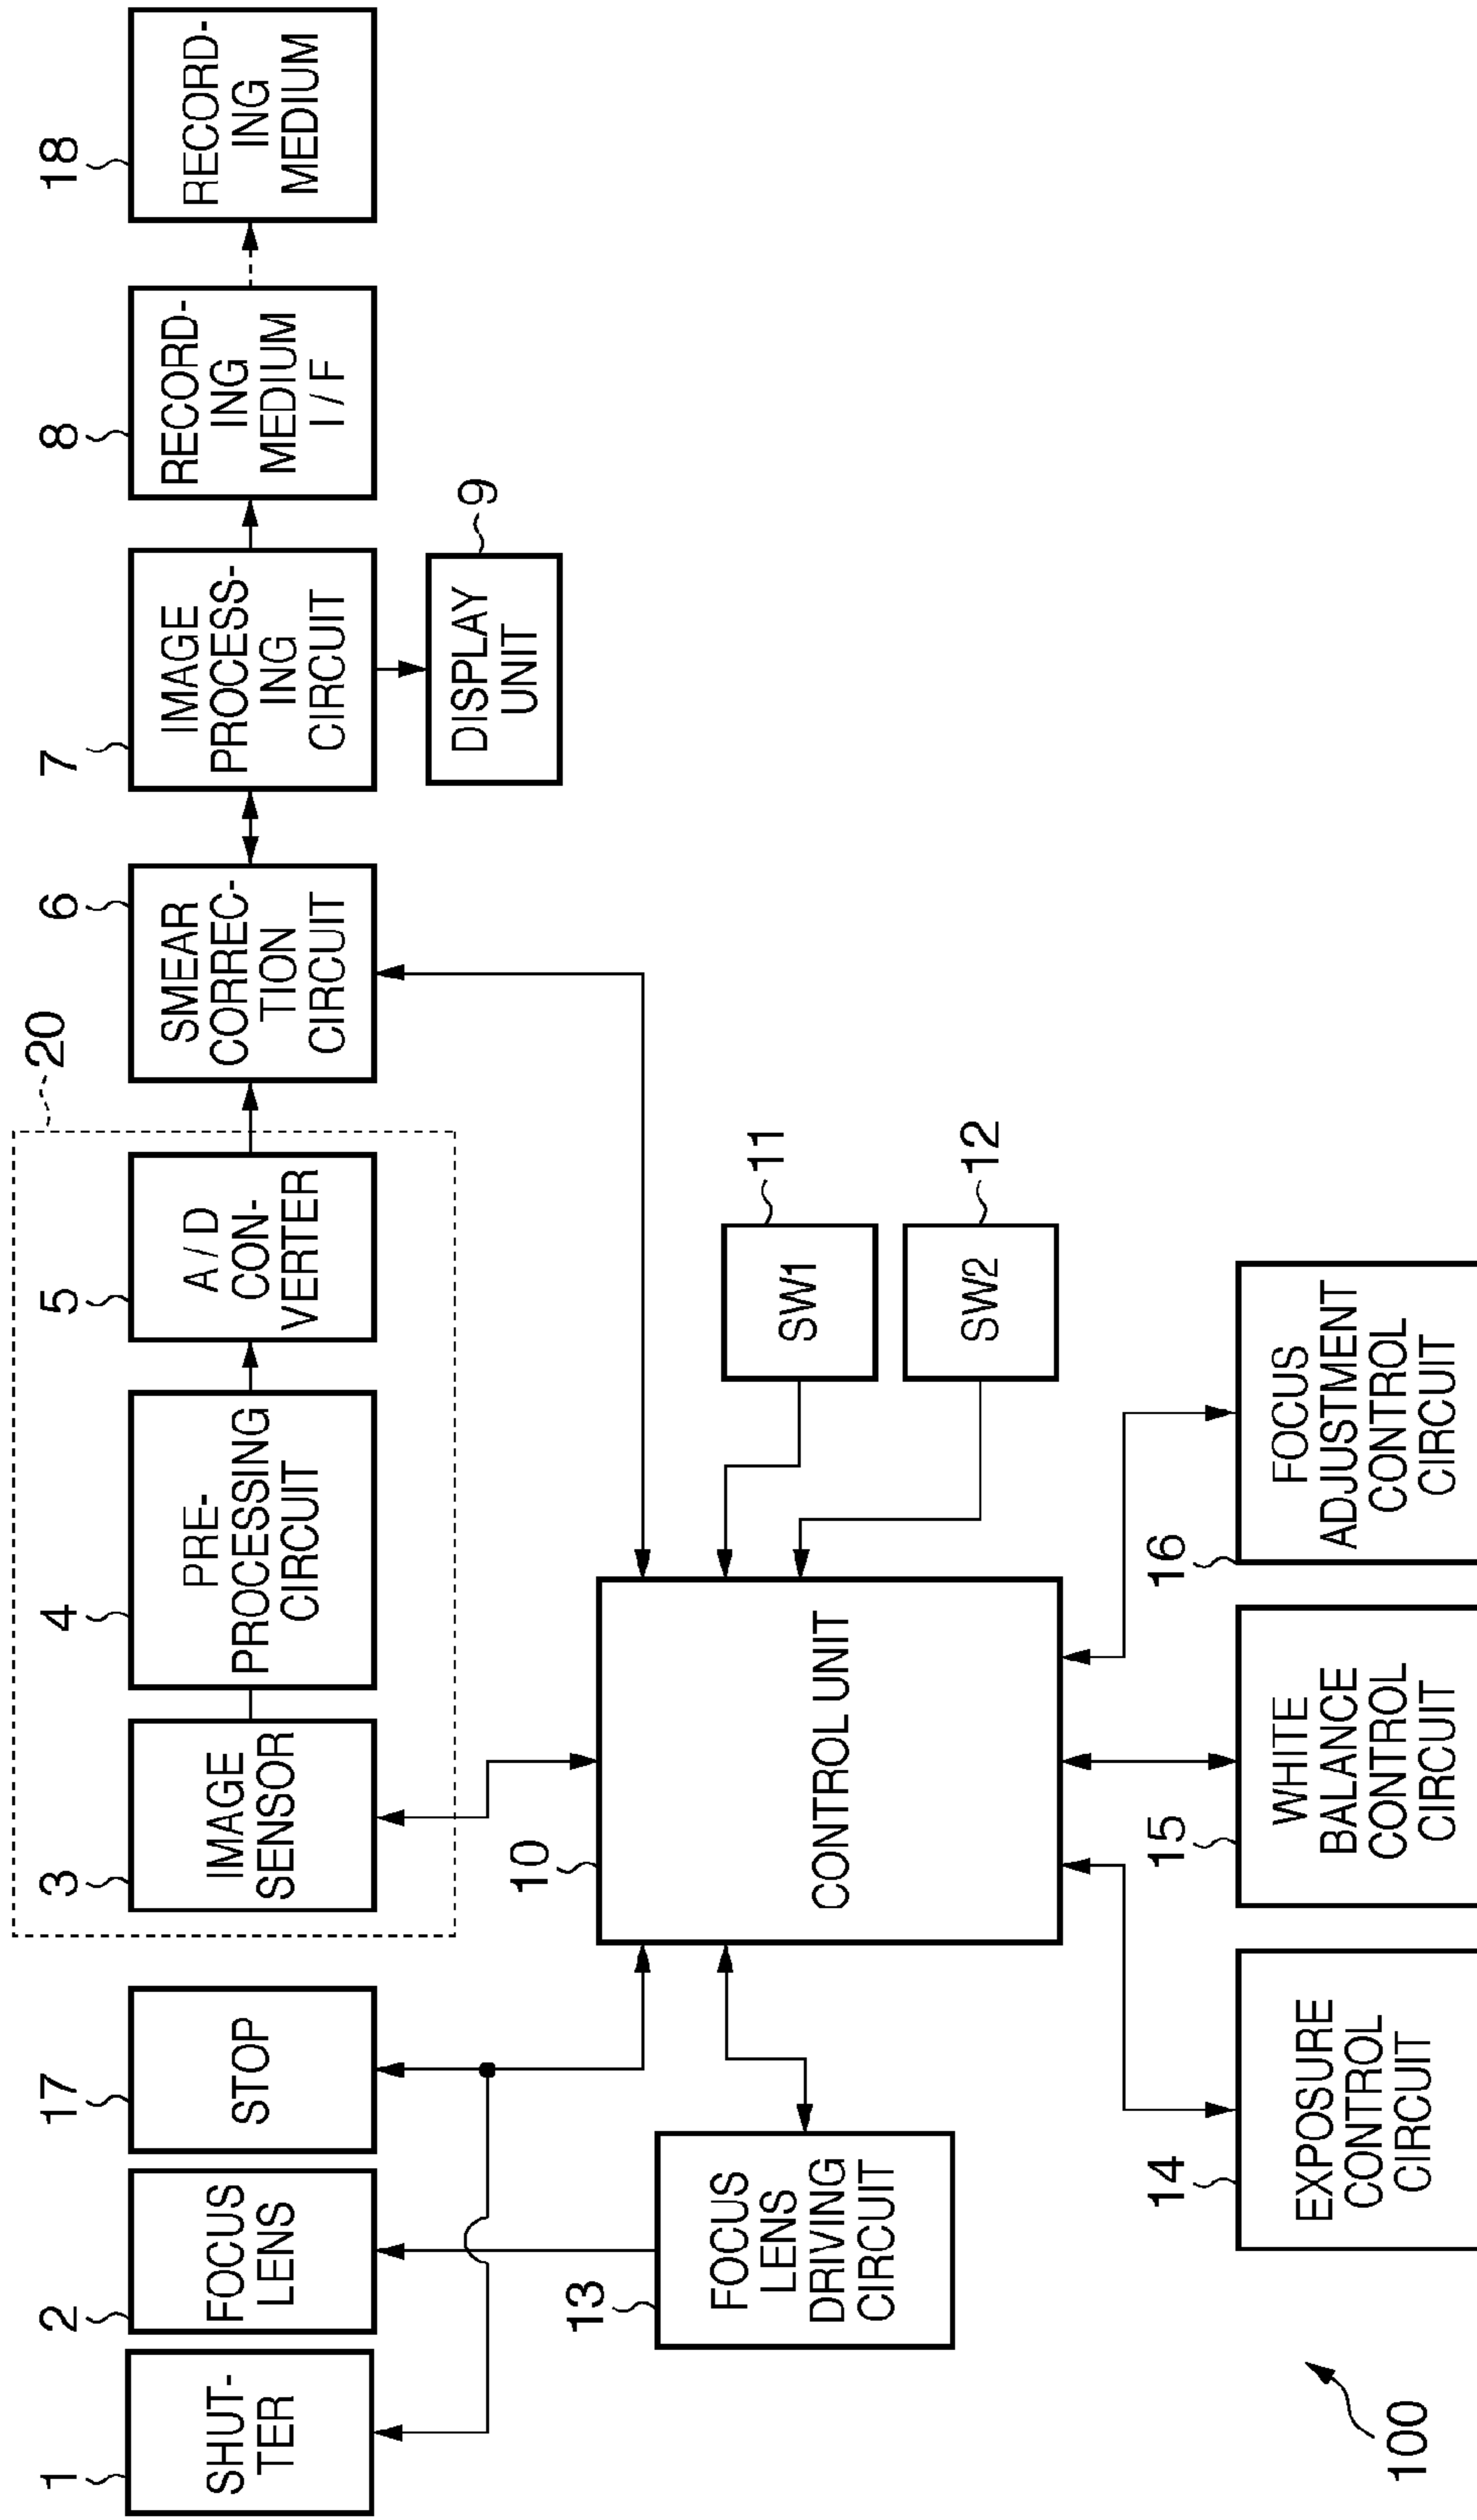 1
SHUT-
TER
2
FOCUS
LENS
17
STOP
20
3
IMAGE
SENSOR
4
PRE-
PROCESSING
CIRCUIT
5
A / D
CON-
VERTER
6
SMEAR
CORREC-
TION
CIRCUIT
7
IMAGE
PROCESS-
ING
CIRCUIT
8
RECORD-
ING
MEDIUM
I / F
18
RECORD-
ING
MEDIUM
9
DISPLAY
UNIT
13
FOCUS
LENS
DRIVING
CIRCUIT
10
CONTROL UNIT
11
SW1
12
SW2
14
EXPOSURE
CONTROL
CIRCUIT
15
WHITE
BALANCE
CONTROL
CIRCUIT
16
FOCUS
ADJUSTMENT
CONTROL
CIRCUIT
100